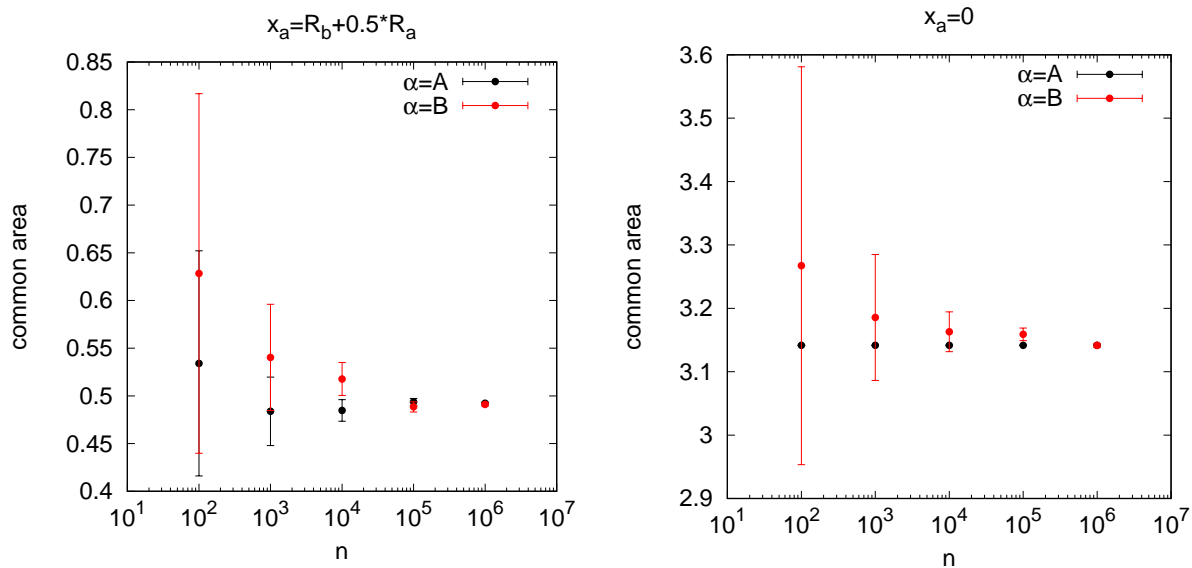 x_a=R_b+0.5*R_a
common area
0.85
0.8
0.75
0.7
0.65
0.6
0.55
0.5
0.45
0.4
α=A
α=B
10^1 10^2 10^3 10^4 10^5 10^6 10^7
n
x_a=0
common area
3.6
3.5
3.4
3.3
3.2
3.1
3
2.9
α=A
α=B
10^1 10^2 10^3 10^4 10^5 10^6 10^7
n